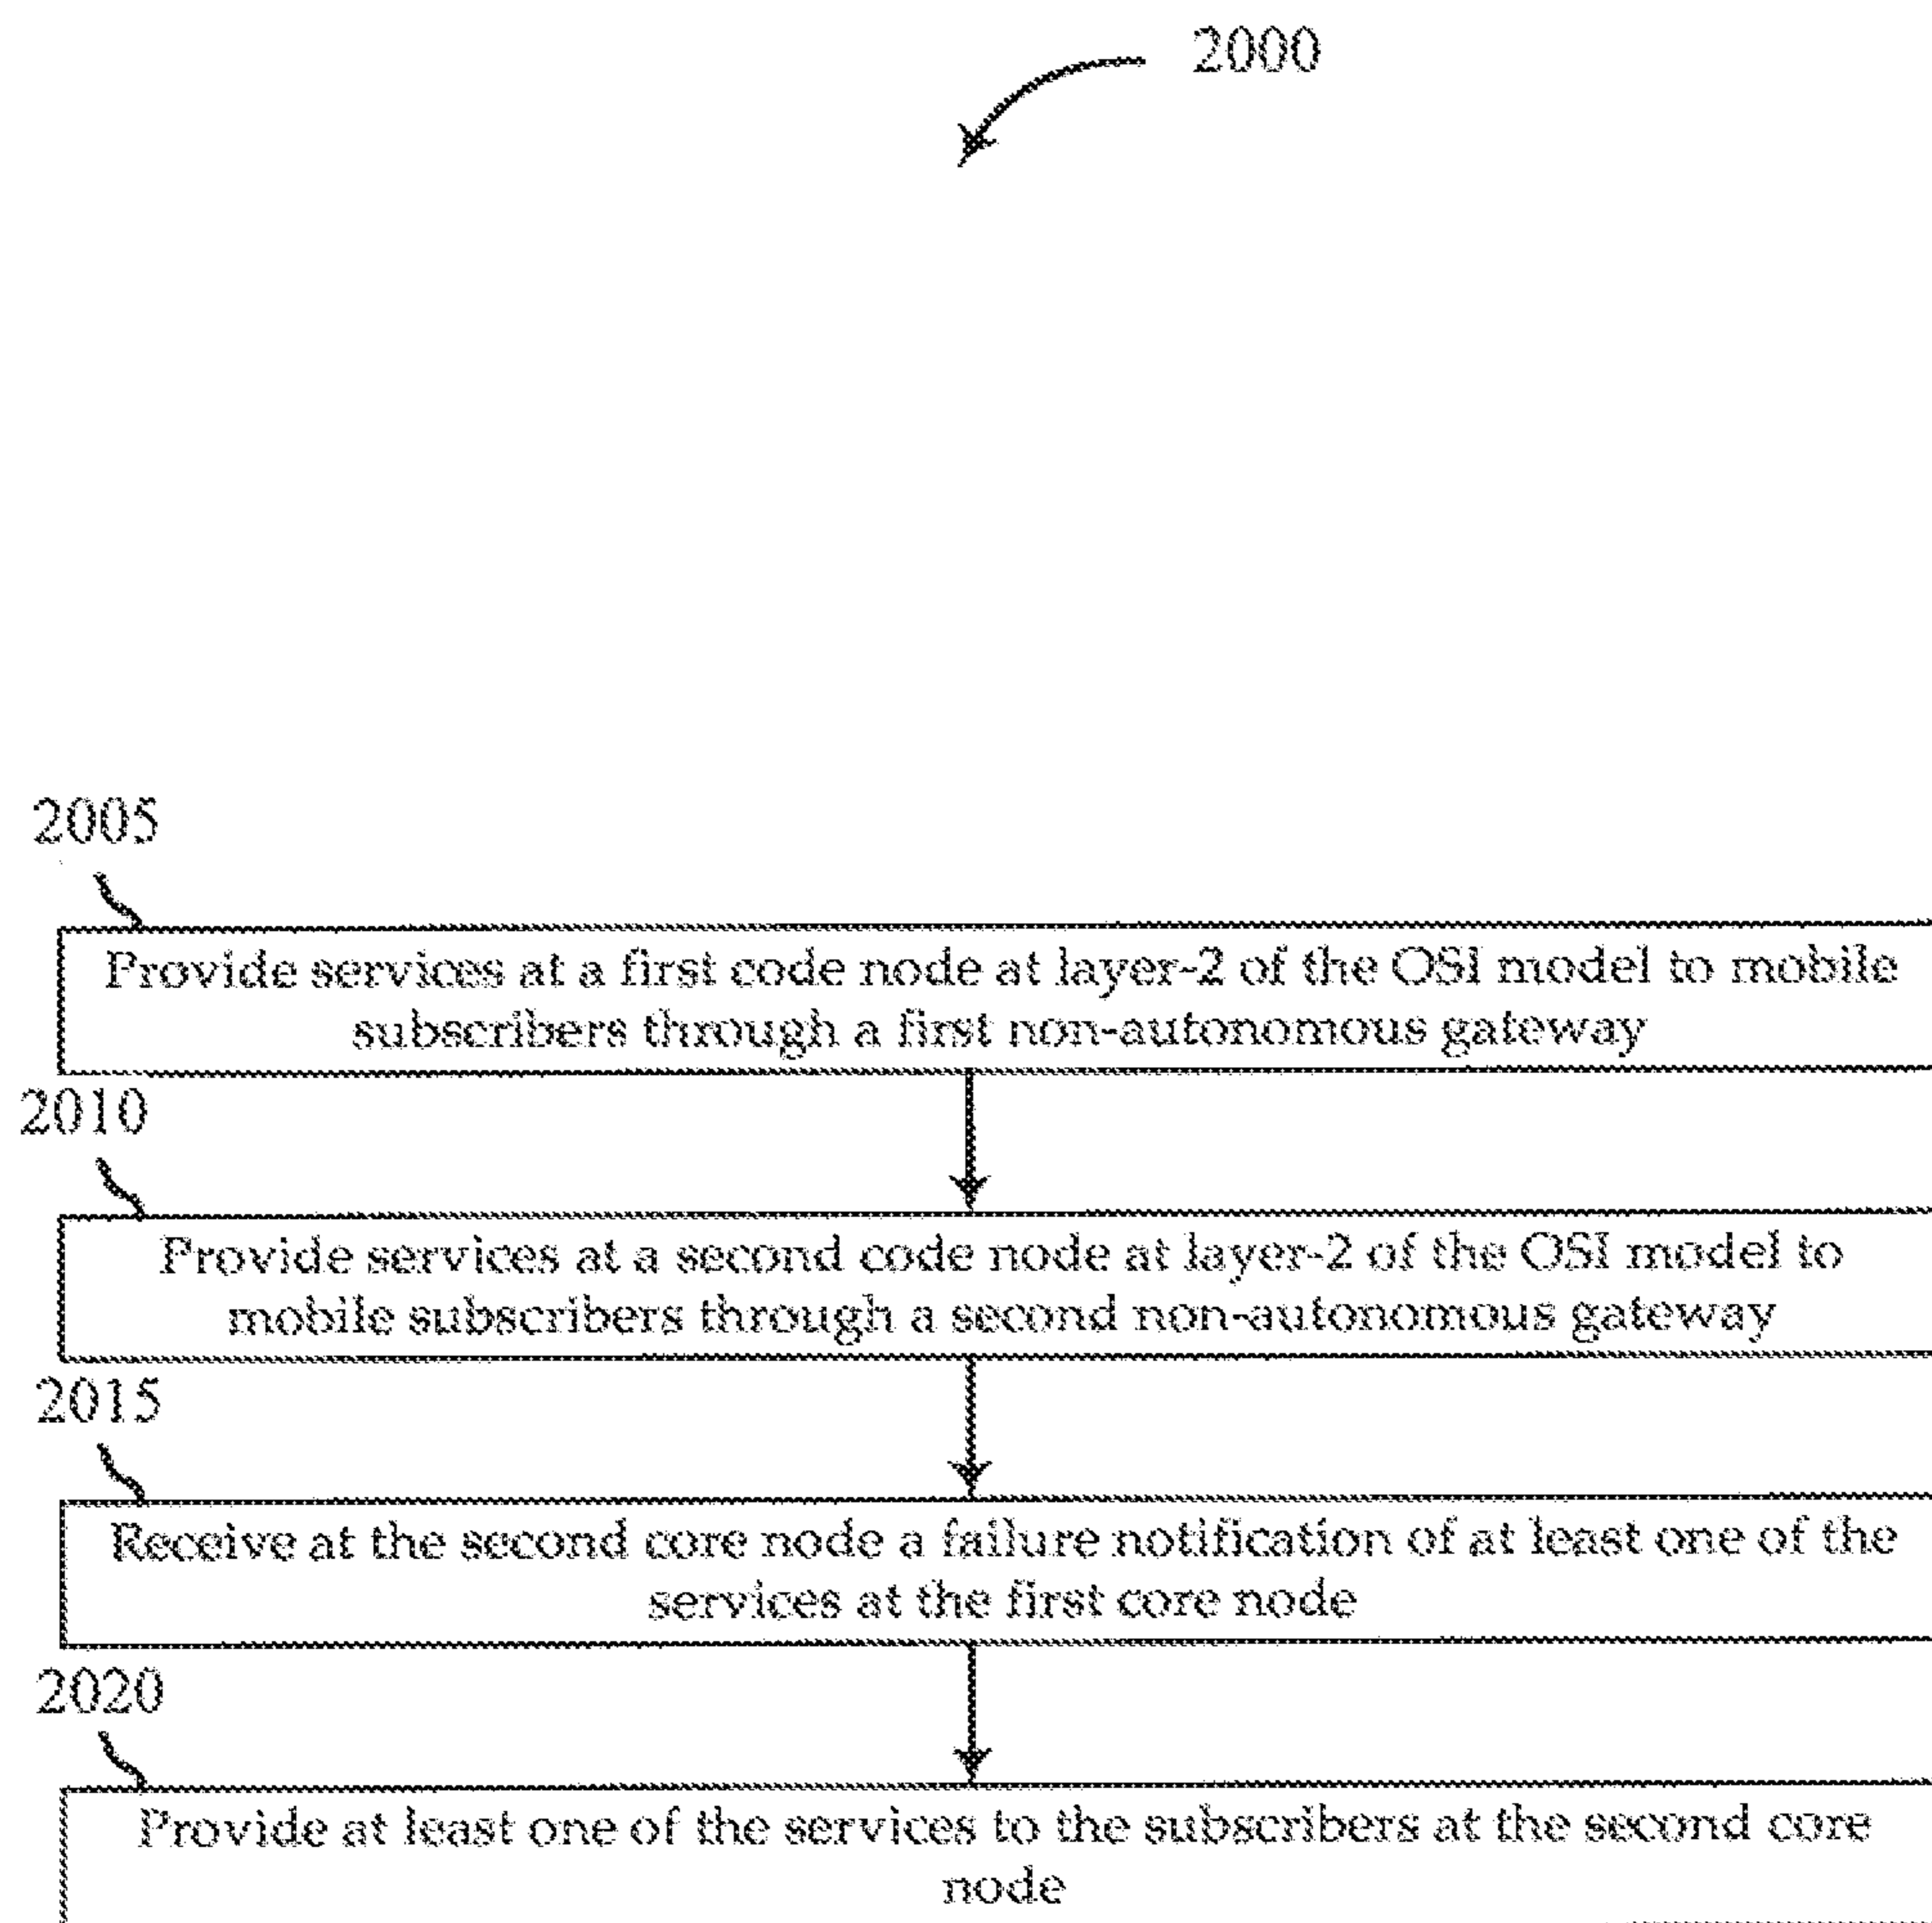 2000
2005
Provide services at a first code node at layer-2 of the OSI model to mobile
subscribers through a first non-autonomous gateway
2010
Provide services at a second code node at layer-2 of the OSI model to
mobile subscribers through a second non-autonomous gateway
2015
Receive at the second core node a failure notification of at least one of the
services at the first core node
2020
Provide at least one of the services to the subscribers at the second core
node